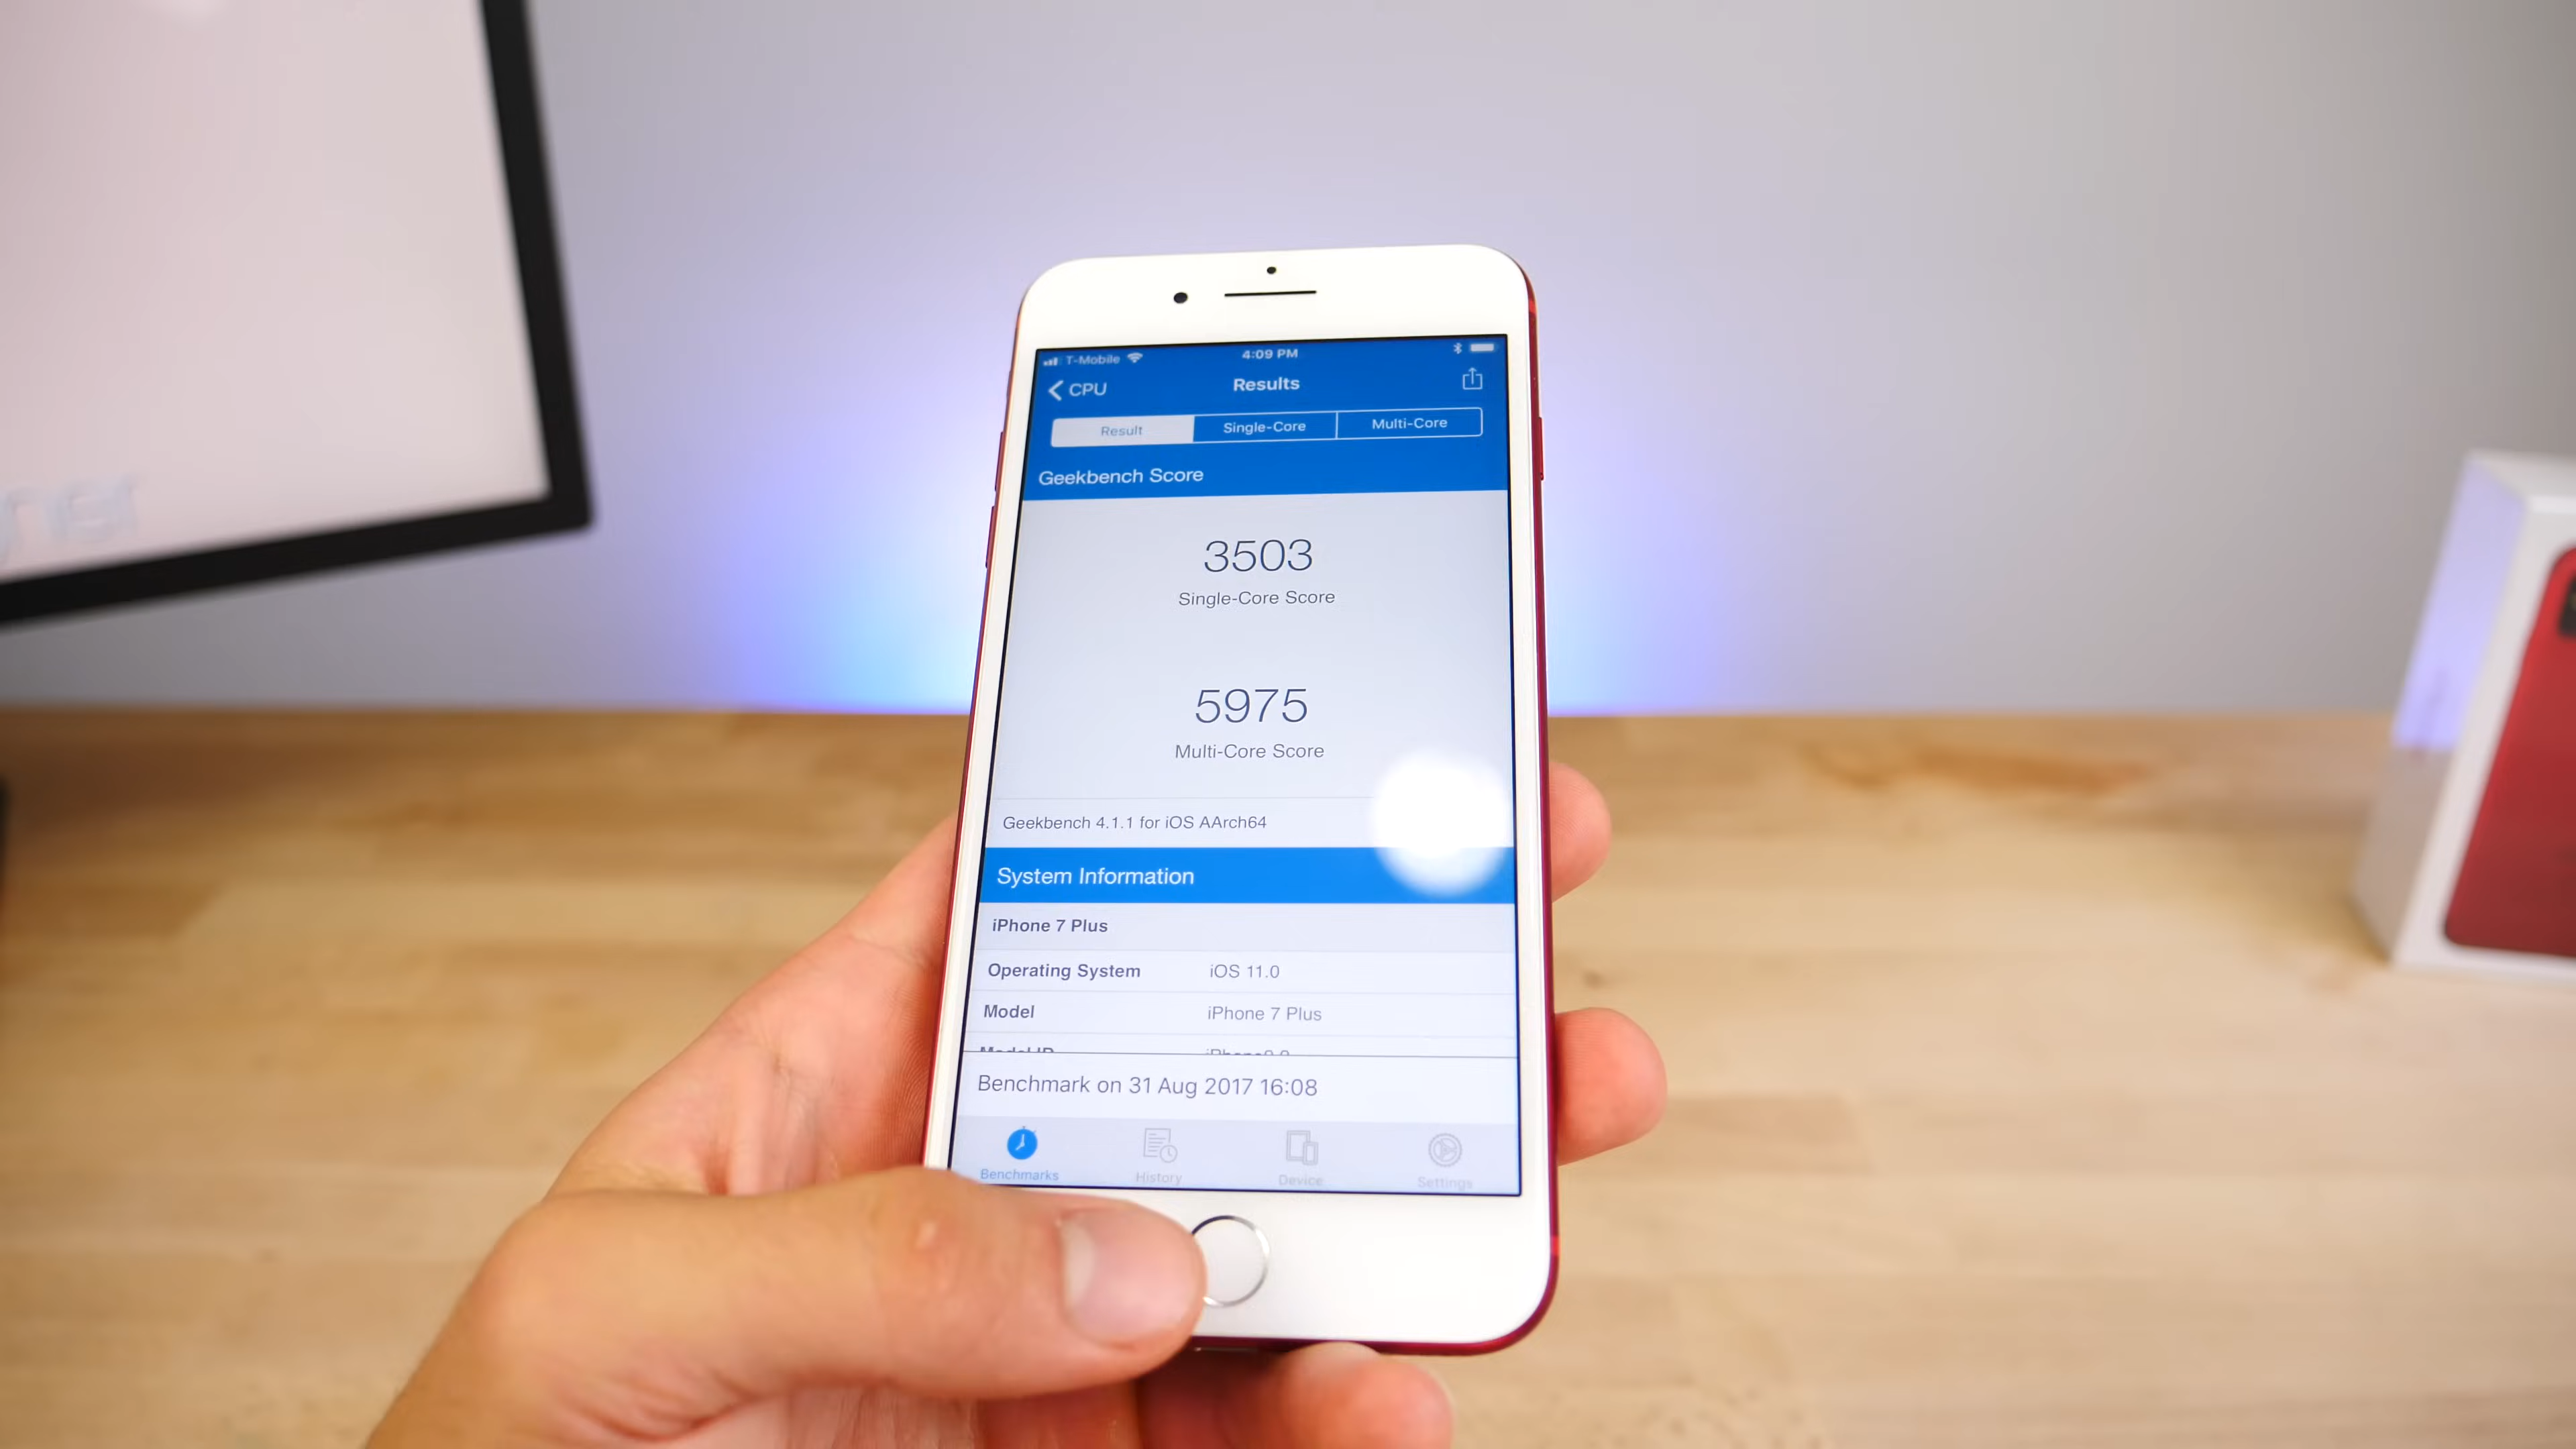 T-Mobile 4:09 PM
CPU Results
Result Single-Core Multi-Core
Geekbench Score
3503
Single-Core Score
5975
Multi-Core Score
Geekbench 4.1.1 for iOS AArch64
System Information
iPhone 7 Plus
Operating System iOS 11.0
Model iPhone 7 Plus
Benchmark on 31 Aug 2017 16:08
Benchmarks History Device Settings